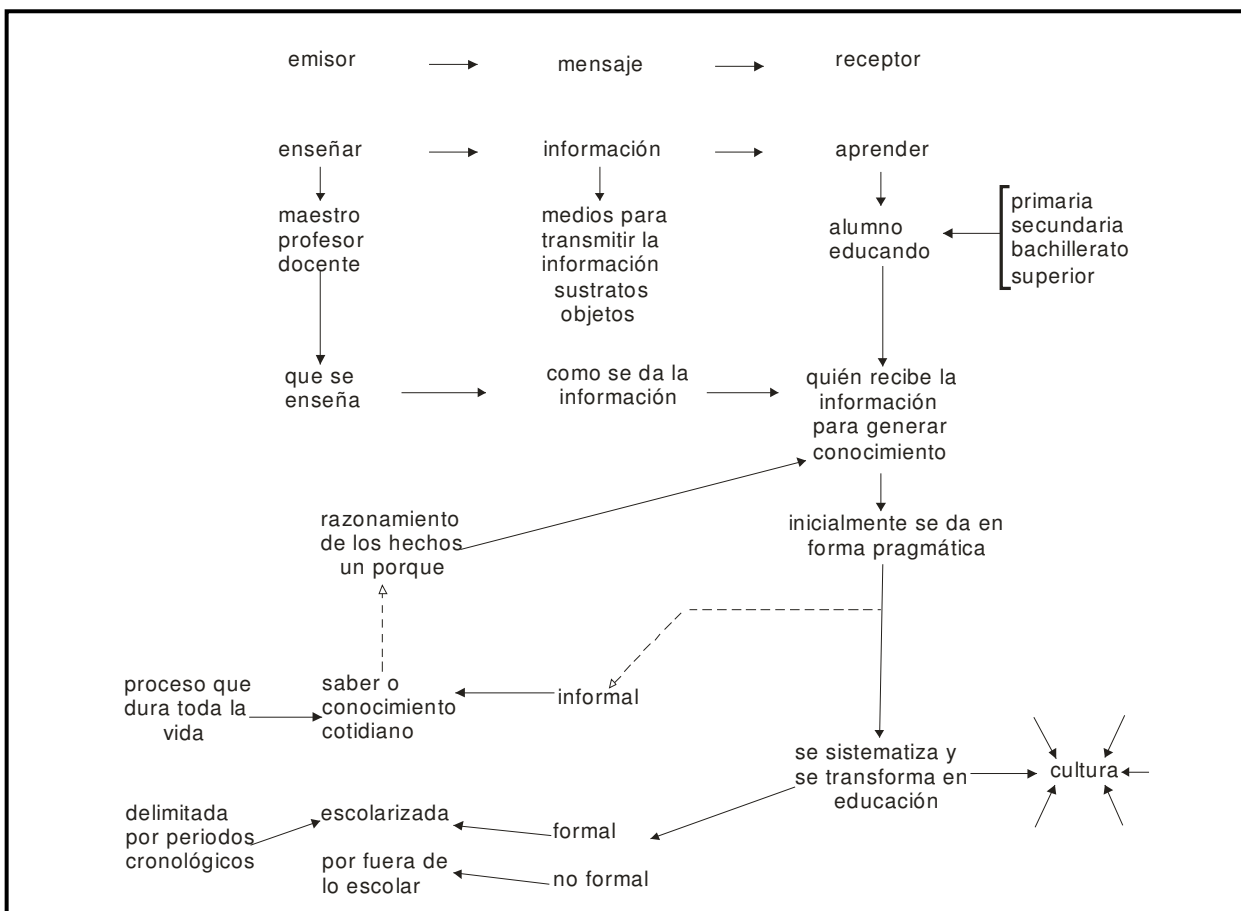 emisor
mensaje
receptor
enseñar
información
aprender
maestro
profesor
docente
medios para
transmitir la
información
sustratos
objetos
alumno
educando
primaria
secundaria
bachillerato
superior
que se
enseña
como se da la
información
quién recibe la
información
para generar
conocimiento
razonamiento
de los hechos
un porque
inicialmente se da en
forma pragmática
proceso que
dura toda la
vida
saber o
conocimiento
cotidiano
informal
se sistematiza y
se transforma en
educación
cultura
delimitada
por periodos
cronológicos
escolarizada
formal
por fuera de
lo escolar
no formal